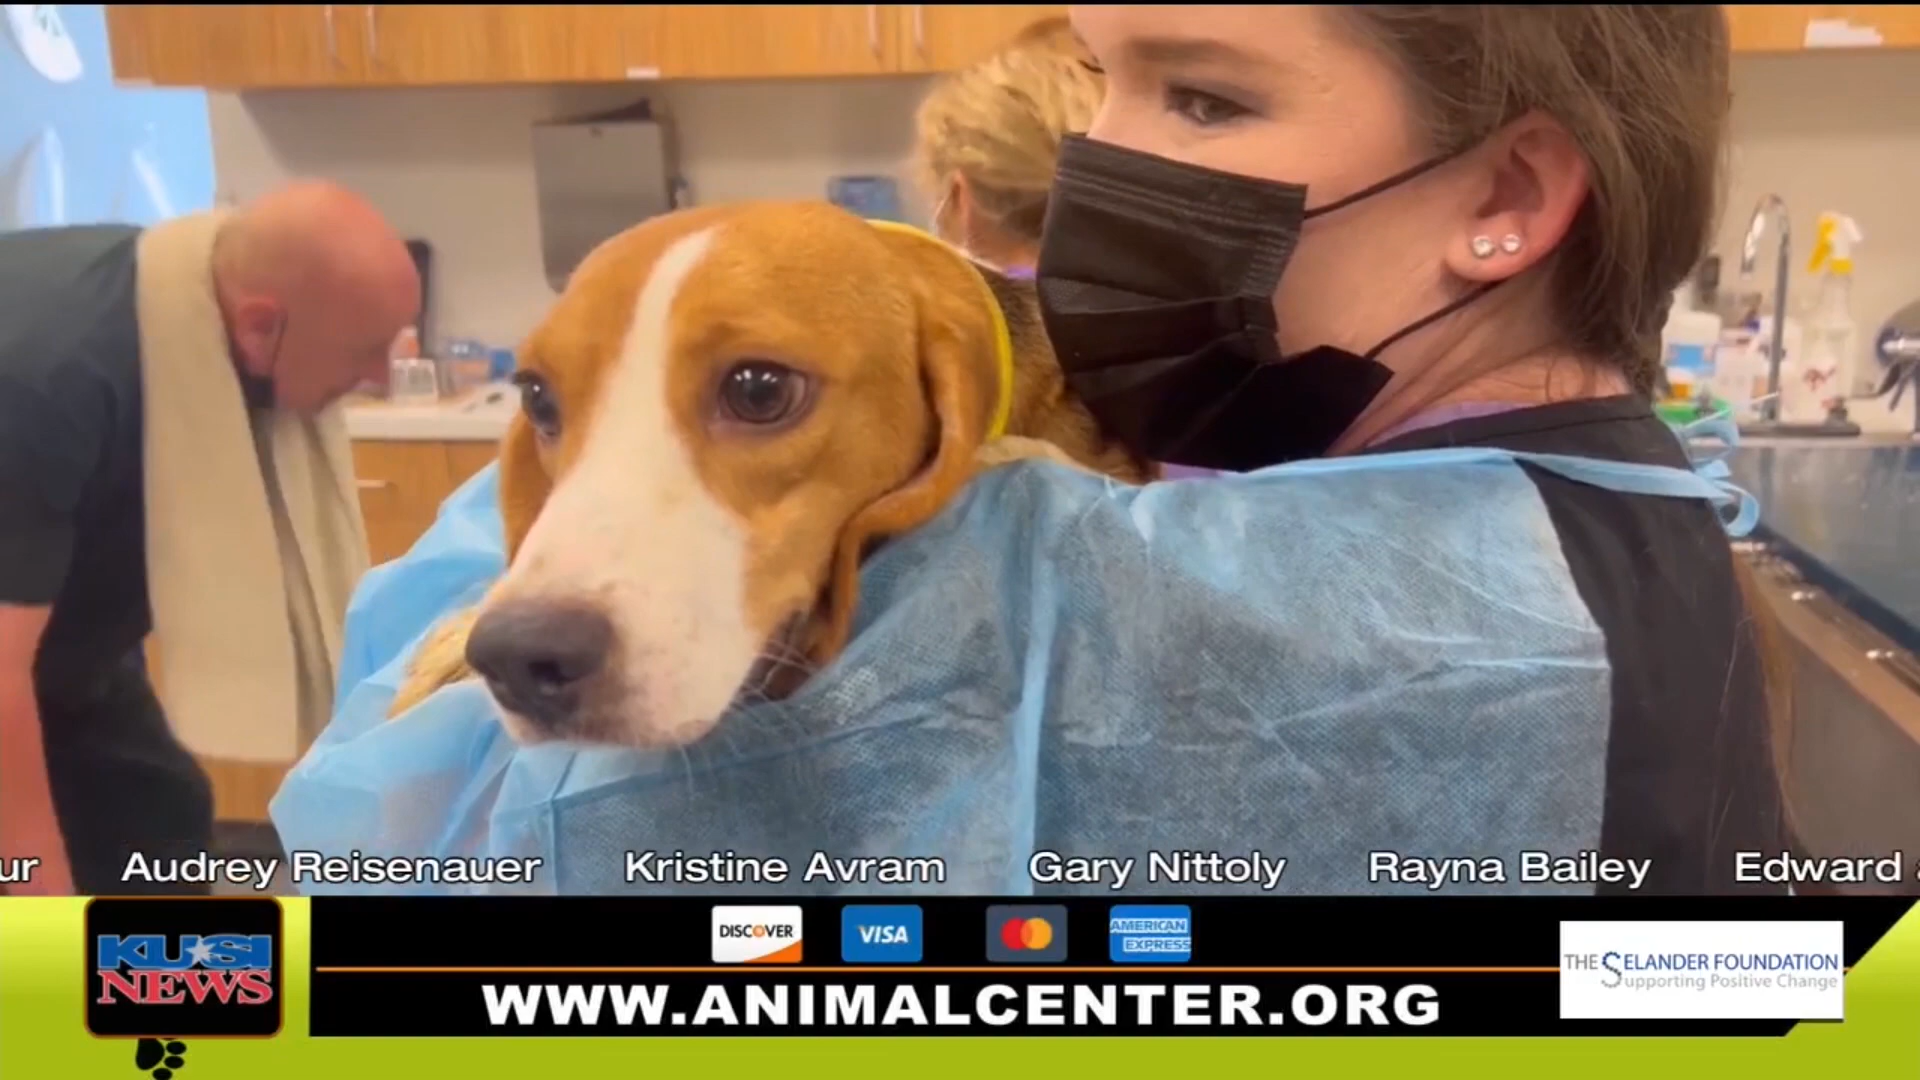 ur Audrey Reisenauer Kristine Avram Gary Nittoly Rayna Bailey Edward
DISCOVER VISA AMERICAN EXPRESS
KUSI NEWS
WWW.ANIMALCENTER.ORG
THE SELANDER FOUNDATION
Supporting Positive Change